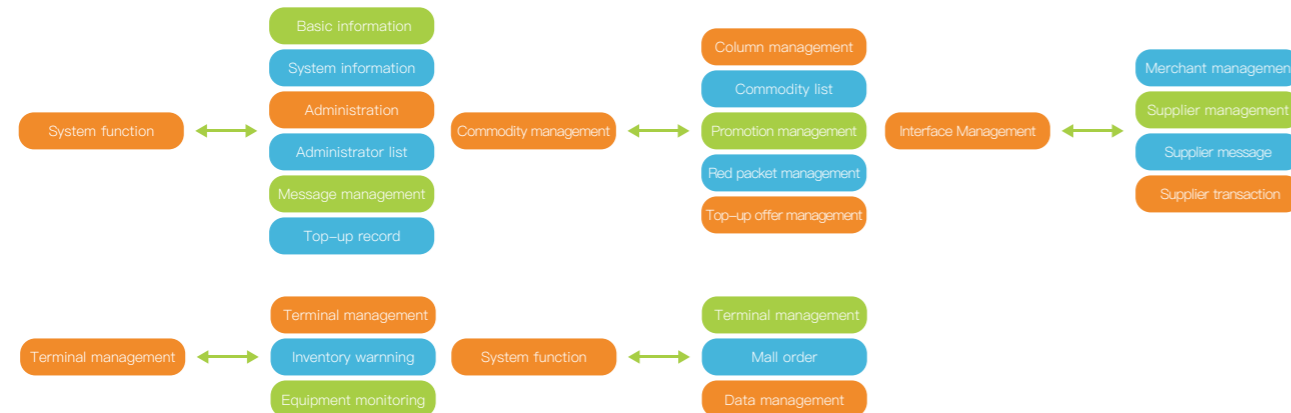 System function
Basic information
System information
Administration
Administrator list
Message management
Top-up record
Commodity management
Column management
Commodity list
Promotion management
Red packet management
Top-up offer management
Interface Management
Merchant management
Supplier management
Supplier message
Supplier transaction
Terminal management
Terminal management
Inventory warnning
Equipment monitoring
System function
Terminal management
Mall order
Data management